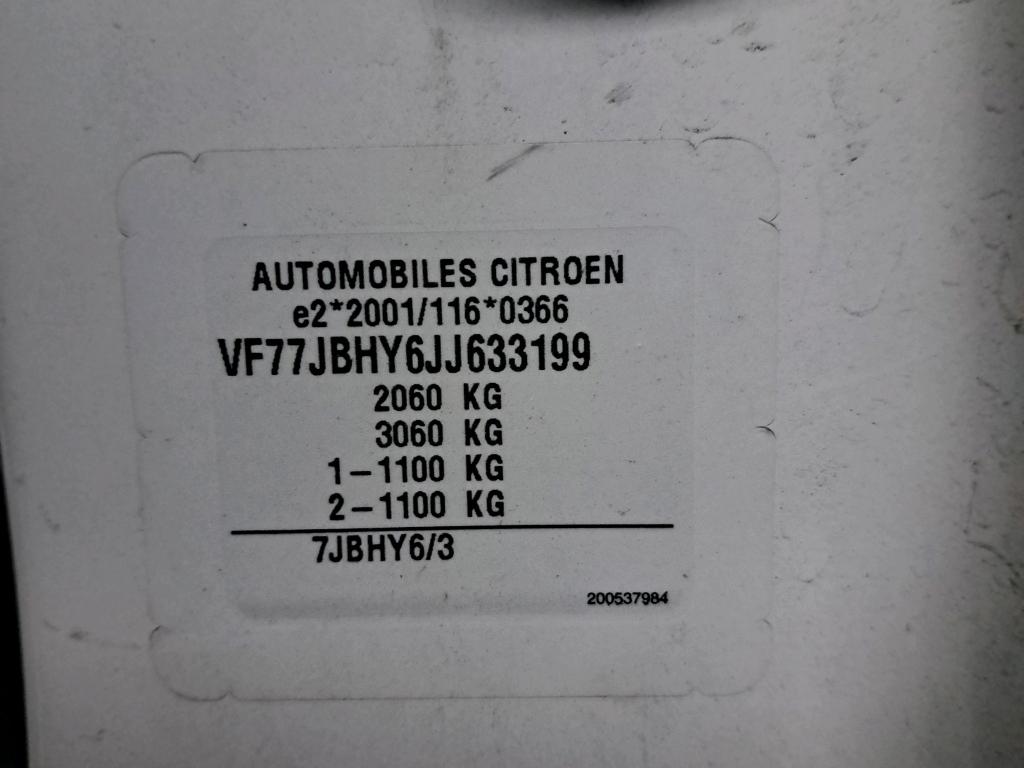 AUTOMOBILES CITROEN
e2*2001/116*0366
VF77JBHY6JJ633199
2060 KG
3060 KG
1-1100 KG
2-1100 KG
7JBHY6/3
200537984